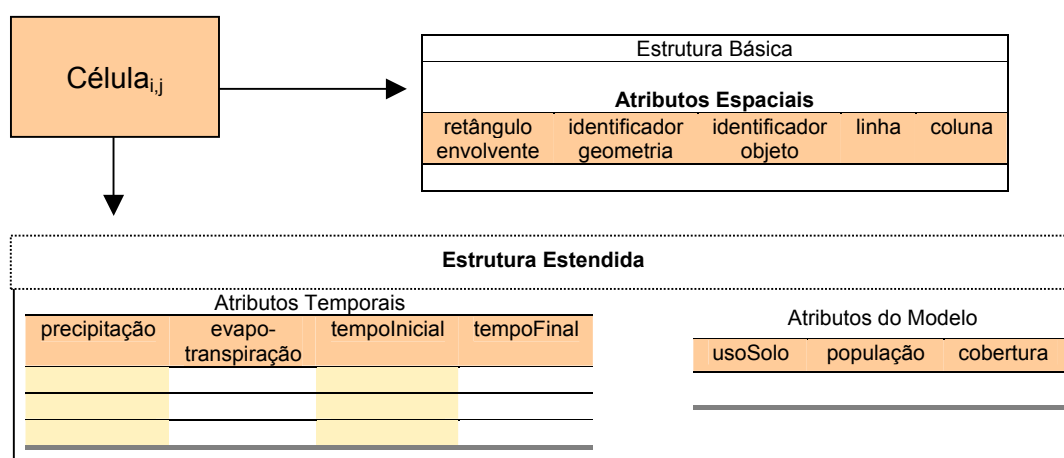 Célula i,j
Estrutura Básica
Atributos Espaciais
retângulo envolvente
identificador geometria
identificador objeto
linha
coluna
Estrutura Estendida
Atributos Temporais
precipitação
evapo-
transpiração
tempoInicial
tempoFinal
Atributos do Modelo
usoSolo
população
cobertura